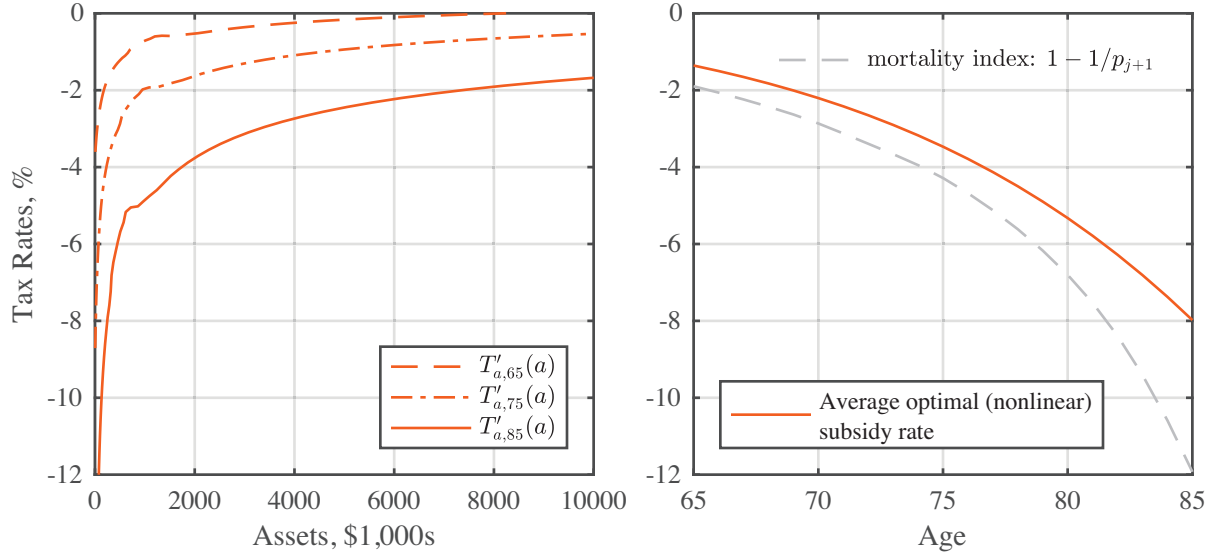 Tax Rates, %
0
-2
-4
-6
-8
-10
-12
0
2000
4000
6000
8000
10000
Assets, $1,000s
T′a,65(a)
T′a,75(a)
T′a,85(a)
0
-2
-4
-6
-8
-10
-12
65
70
75
80
85
Age
mortality index: 1 − 1/pj+1
Average optimal (nonlinear)
subsidy rate